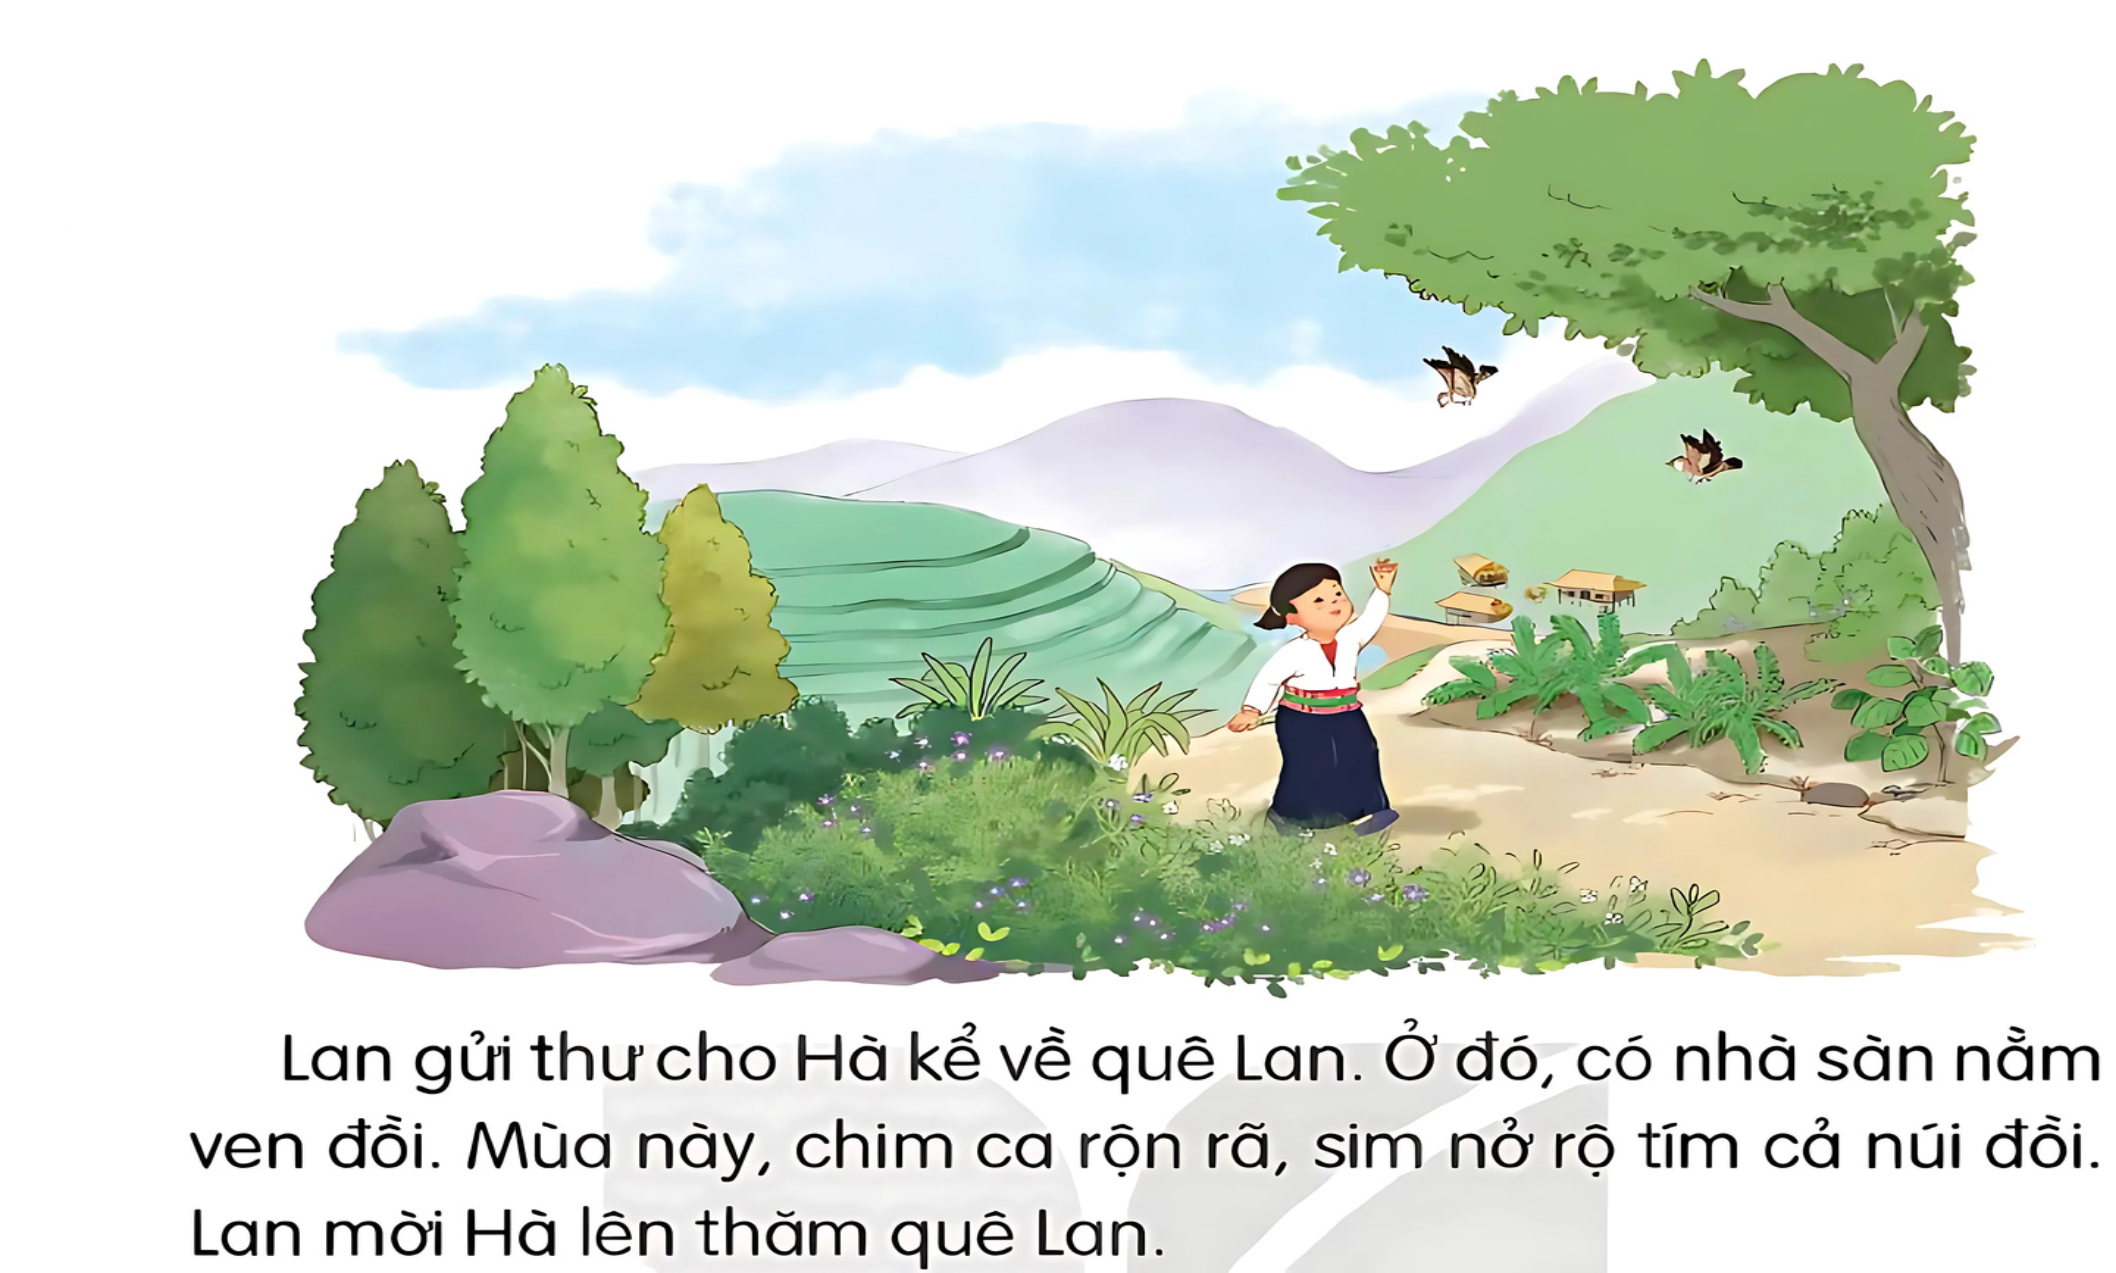 Lan gửi thư cho Hà kể về quê Lan. Ở đó, có nhà sàn nằm
ven đồi. Mùa này, chim ca rộn rã, sim nở rộ tím cả núi đồi.
Lan mời Hà lên thăm quê Lan.